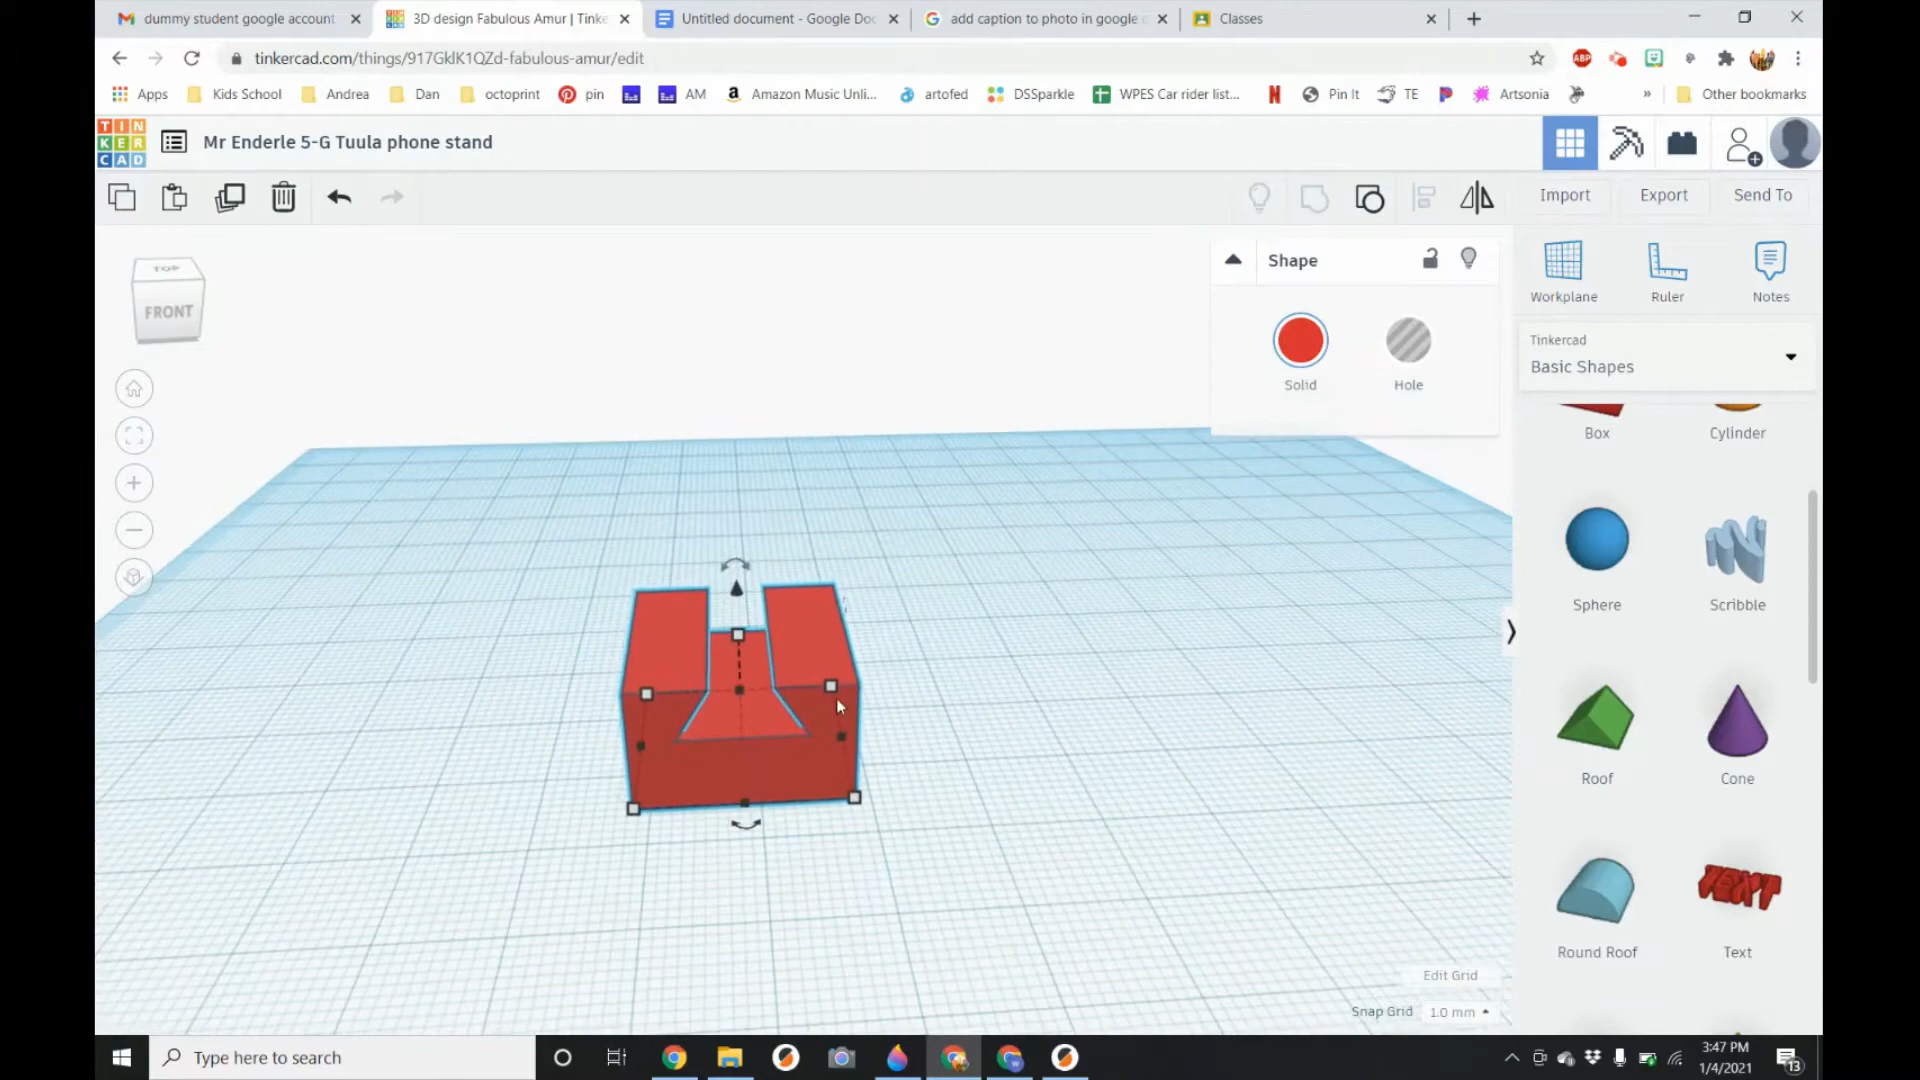 dummy student google account
3D design Fabulous Amur | Tinke
Untitled document - Google Doc
add caption to photo in google
Classes
tinkercad.com/things/917GklK1QZd-fabulous-amur/edit
ABP
Apps
Kids School
Andrea
Dan
octoprint
pin
AM
Amazon Music Unli...
artofed
DSSparkle
WPES Car rider list...
Pin It
TE
Artsonia
»
Other bookmarks
TIN
KER
CAD
Mr Enderle 5-G Tuula phone stand
Import
Export
Send To
TOP
FRONT
Shape
Solid
Hole
Workplane
Ruler
Notes
Tinkercad
Basic Shapes
Box
Cylinder
Sphere
Scribble
Roof
Cone
TEXT
Round Roof
Text
Edit Grid
Snap Grid 1.0 mm
Type here to search
3:47 PM
1/4/2021
13